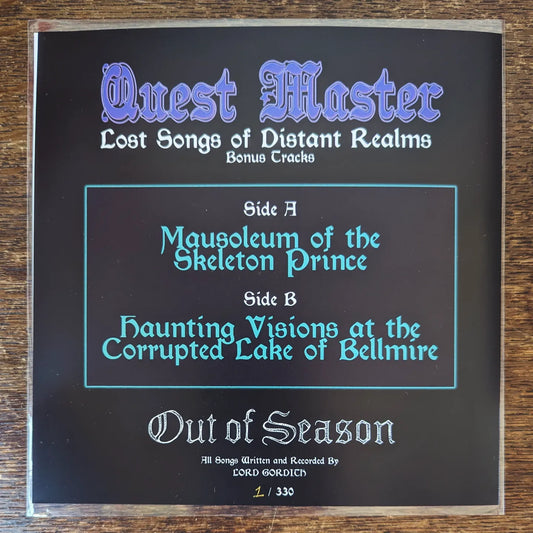 Quest Master
Lost Songs of Distant Realms
Bonus Tracks
Side A
Mausoleum of the
Skeleton Prince
Side B
Haunting Visions at the
Corrupted Lake of Bellmire
Out of Season
All Songs Written and Recorded By
LORD GORDITH
1 / 330